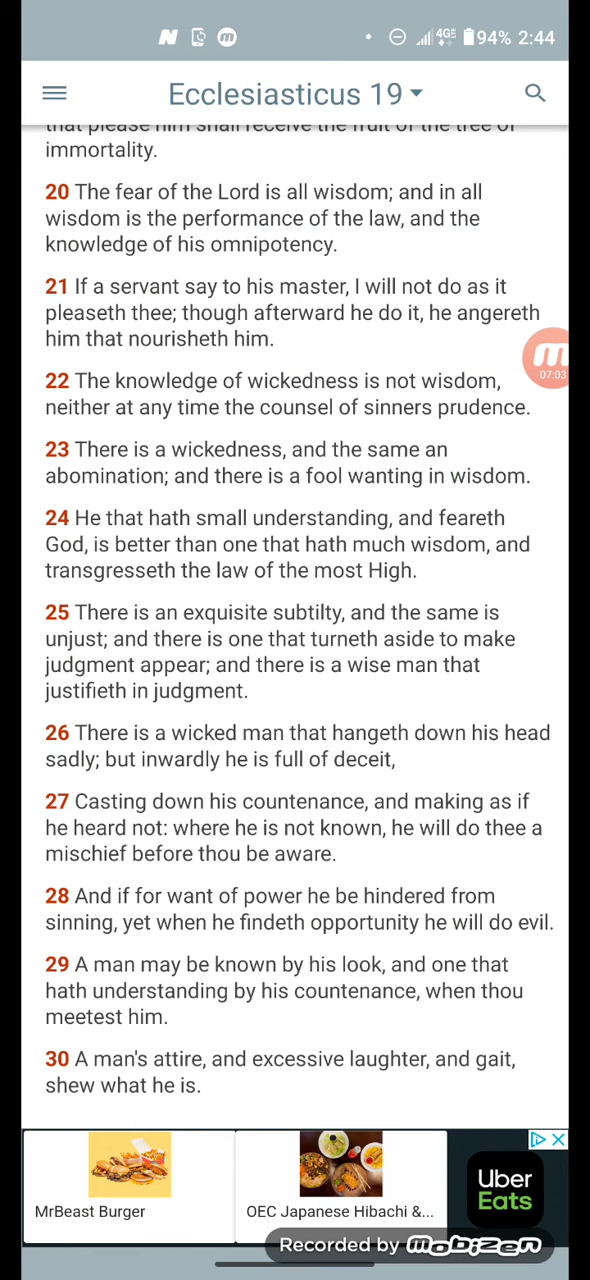 94% 2:44
4GE
Ecclesiasticus 19
that please him shall receive the fruit of the tree of
immortality.
20 The fear of the Lord is all wisdom; and in all
wisdom is the performance of the law, and the
knowledge of his omnipotency.
21 If a servant say to his master, I will not do as it
pleaseth thee; though afterward he do it, he angereth
him that nourisheth him.
07:03
22 The knowledge of wickedness is not wisdom,
neither at any time the counsel of sinners prudence.
23 There is a wickedness, and the same an
abomination; and there is a fool wanting in wisdom.
24 He that hath small understanding, and feareth
God, is better than one that hath much wisdom, and
transgresseth the law of the most High.
25 There is an exquisite subtilty, and the same is
unjust; and there is one that turneth aside to make
judgment appear; and there is a wise man that
justifieth in judgment.
26 There is a wicked man that hangeth down his head
sadly; but inwardly he is full of deceit,
27 Casting down his countenance, and making as if
he heard not: where he is not known, he will do thee a
mischief before thou be aware.
28 And if for want of power he be hindered from
sinning, yet when he findeth opportunity he will do evil.
29 A man may be known by his look, and one that
hath understanding by his countenance, when thou
meetest him.
30 A man's attire, and excessive laughter, and gait,
shew what he is.
MrBeast Burger
OEC Japanese Hibachi &...
Uber
Eats
Recorded by mobizen